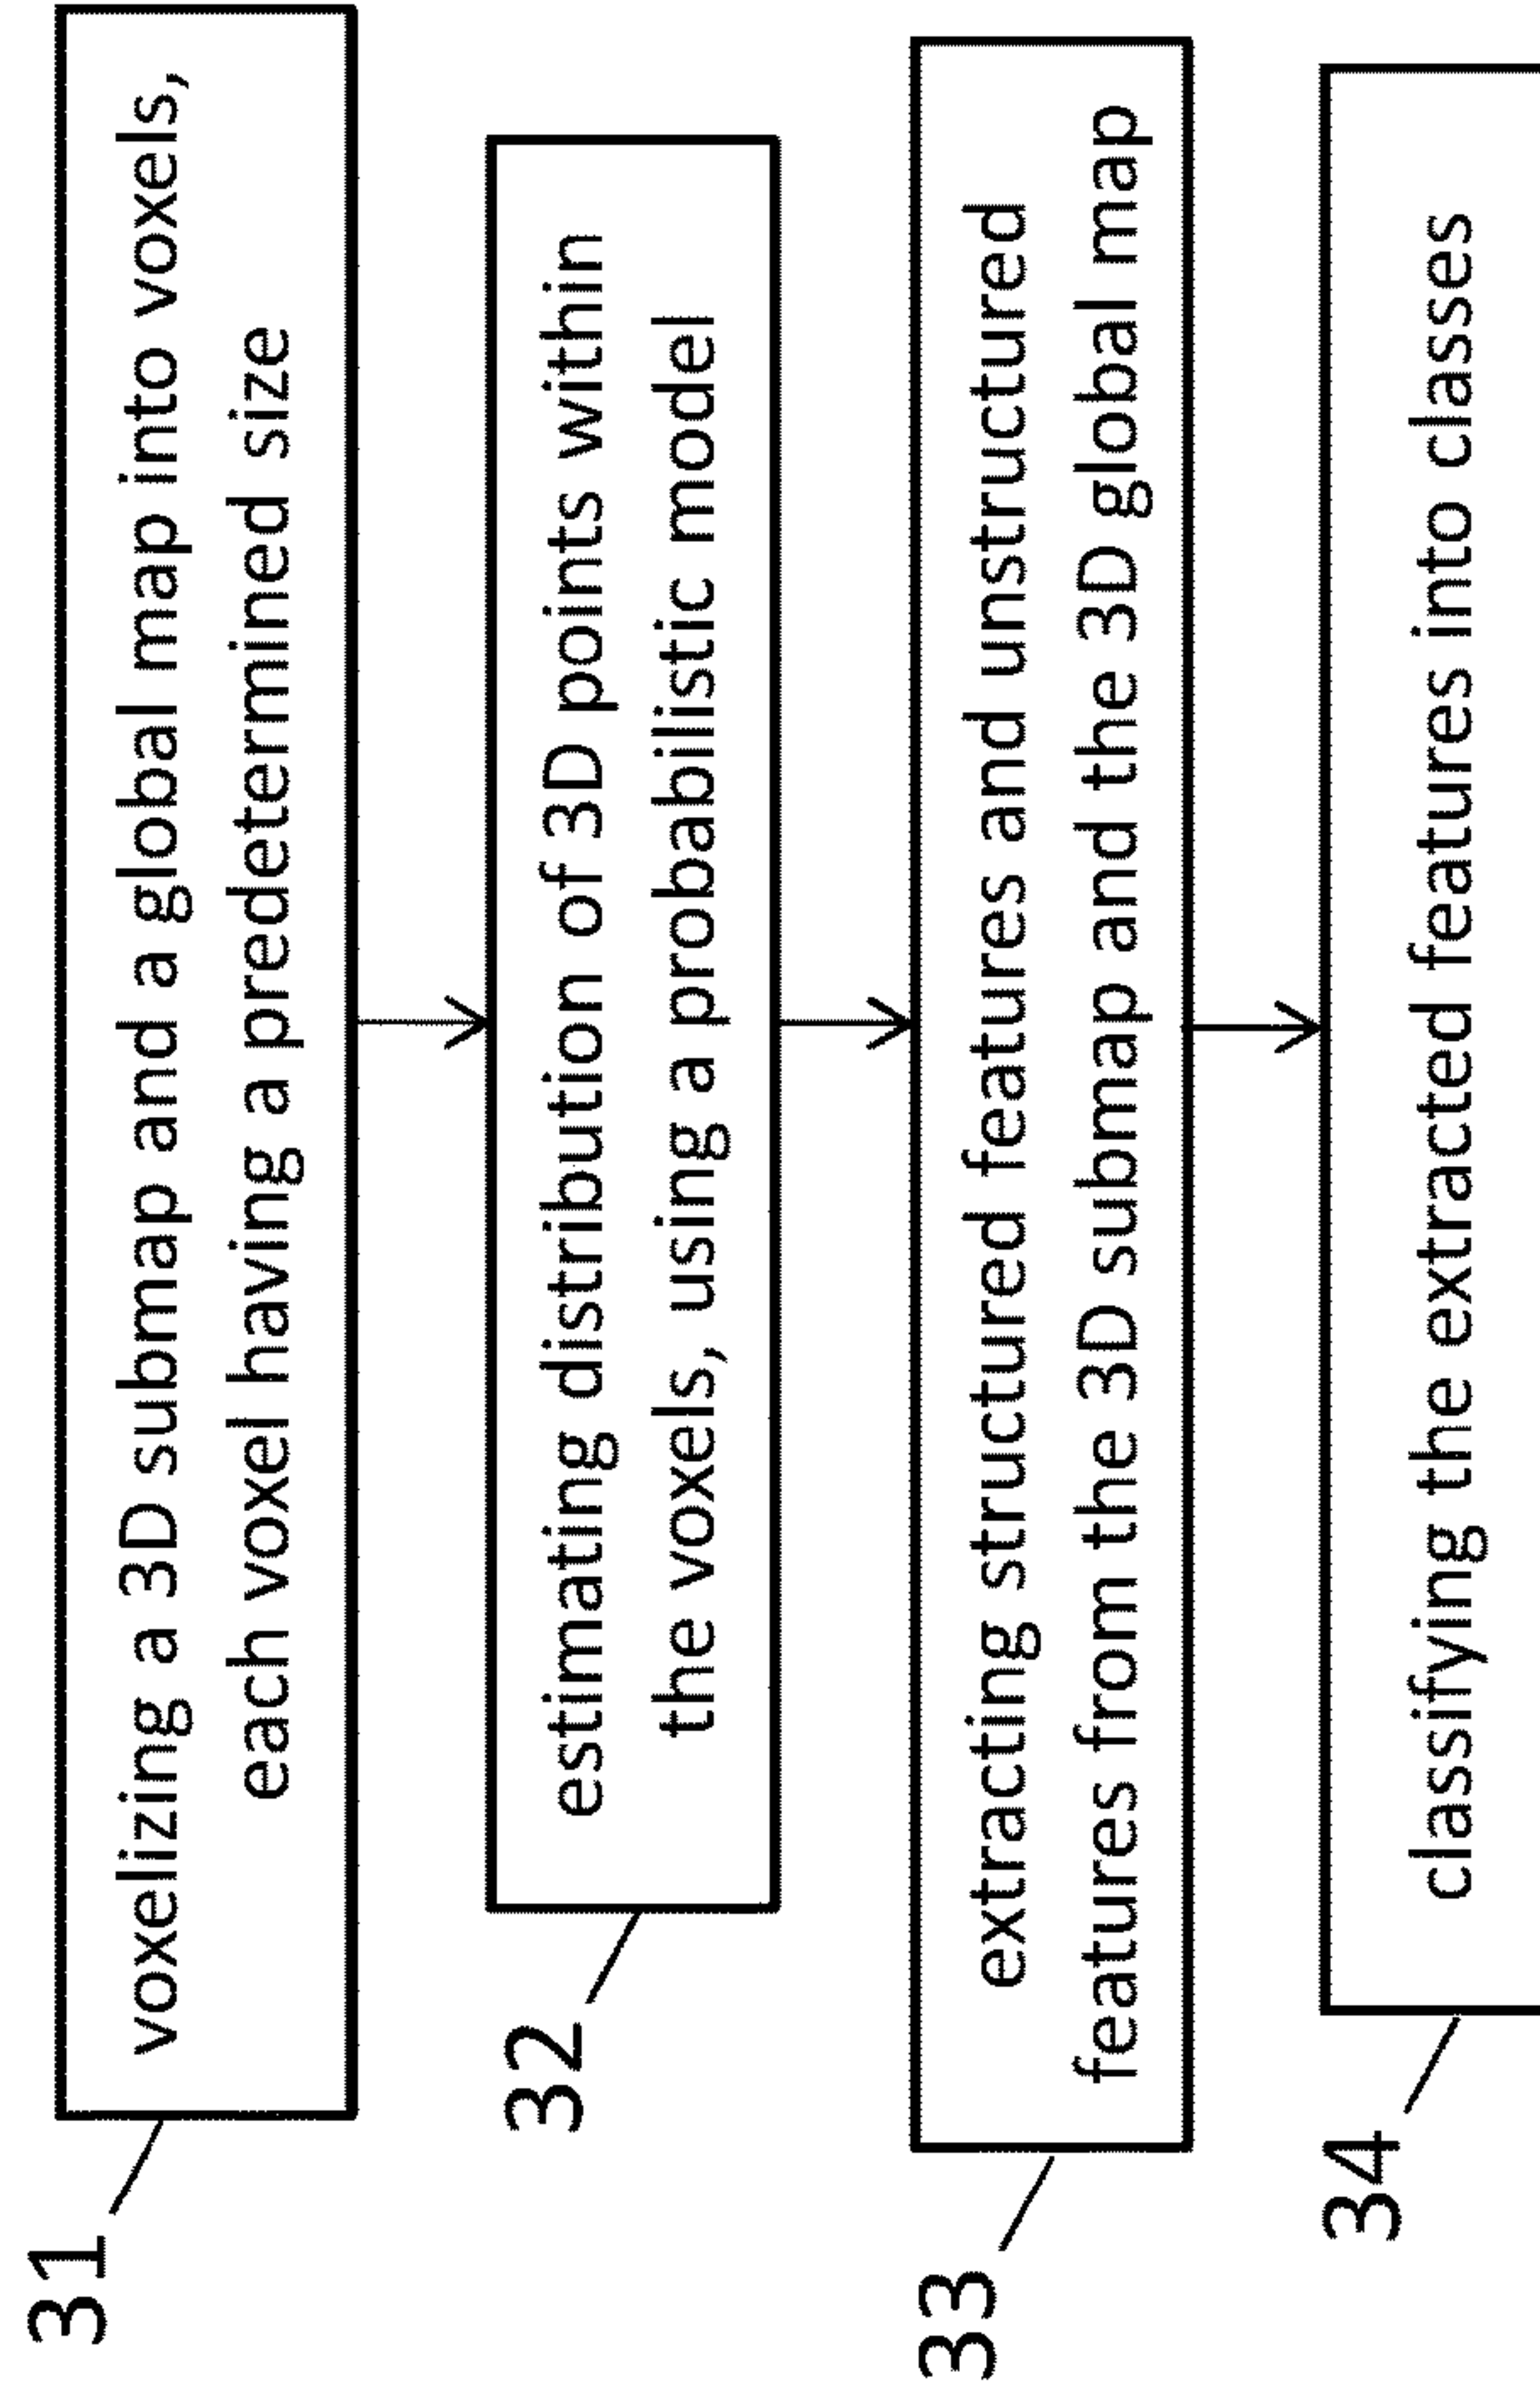 31
voxelizing a 3D submap and a global map into voxels,
each voxel having a predetermined size
32
estimating distribution of 3D points within
the voxels, using a probabilistic model
33
extracting structured features and unstructured
features from the 3D submap and the 3D global map
34
classifying the extracted features into classes